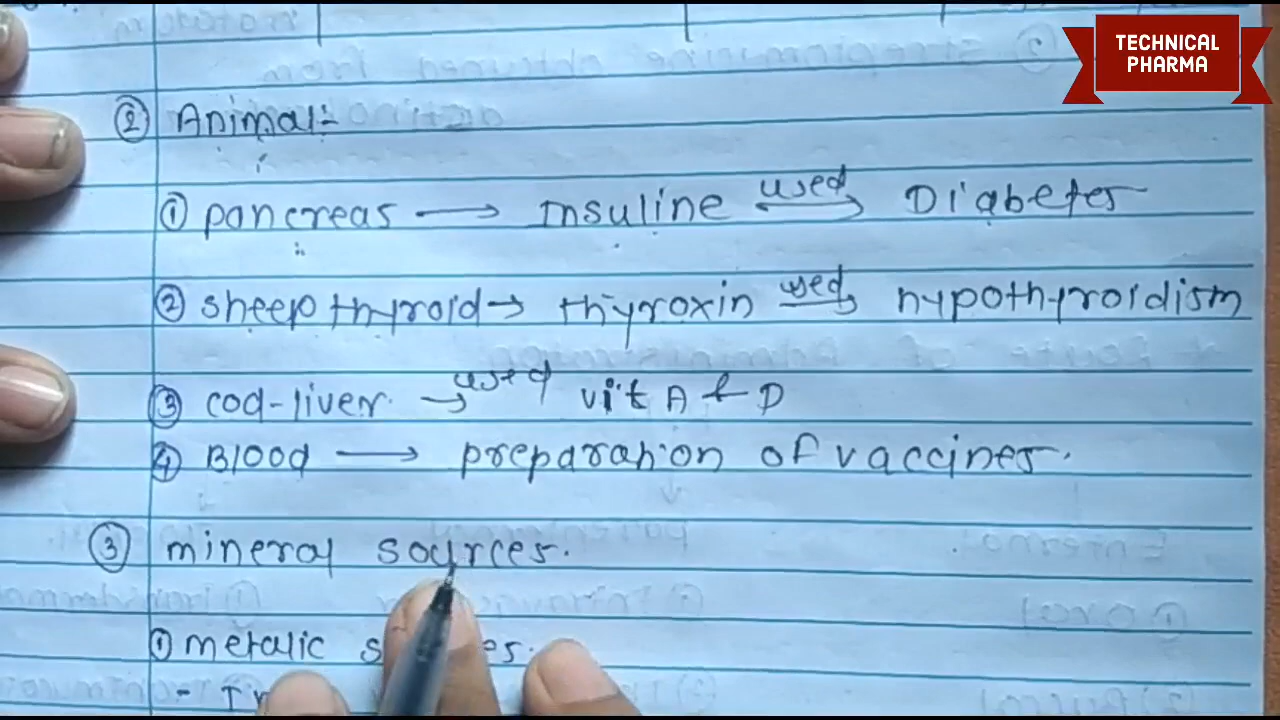 TECHNICAL
PHARMA
② Animal:-
① pancreas → Insuline used → Diabetes
② sheep thyroid → thyroxin used → hypothyroidism
③ cod-liver → used vit A & D
④ Blood → preparation of vaccines.
③ mineral sources.
① metalic